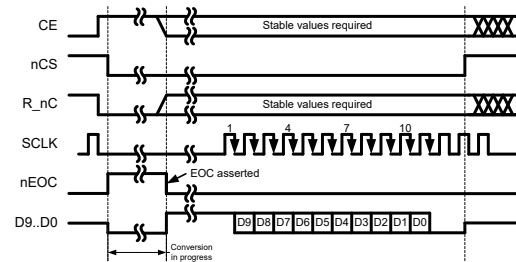 CE
Stable values required
nCS
R_nC
Stable values required
1 4 7 10
SCLK
nEOC
EOC asserted
D9..D0
D9 D8 D7 D6 D5 D4 D3 D2 D1 D0
Conversion
in progress